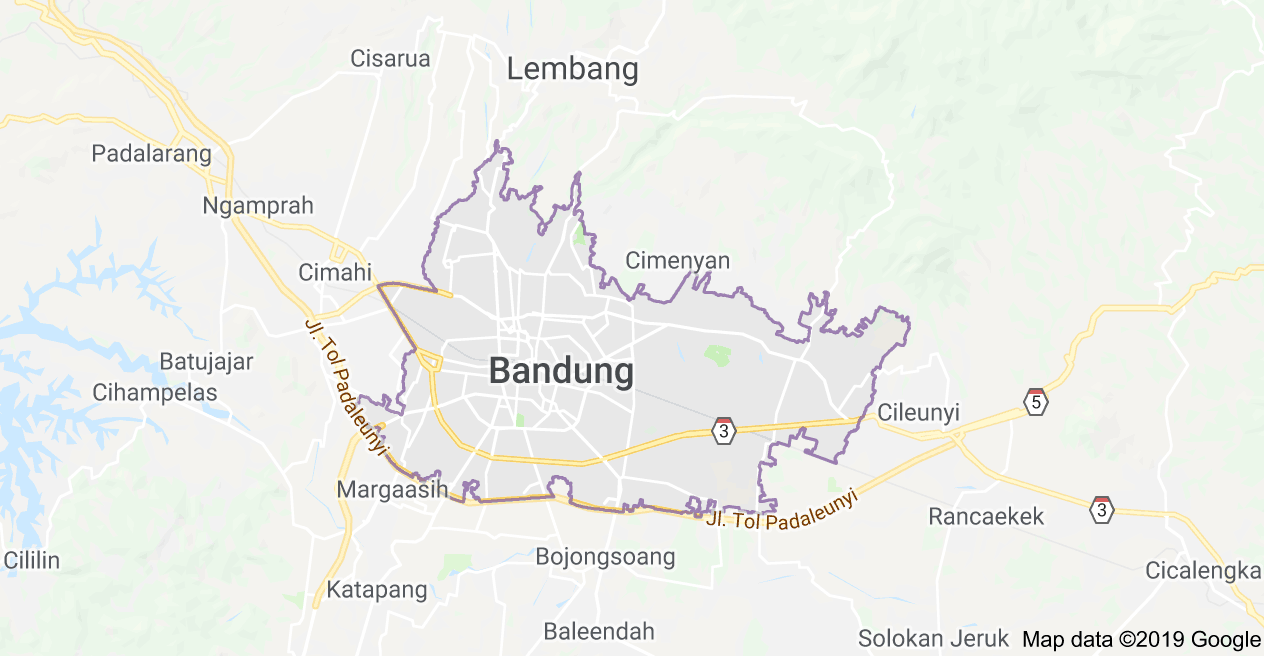 Cisarua
Lembang
Padalarang
Ngamprah
Cimenyan
Cimahi
Jl. Tol Padaleunyi
Batujajar
Bandung
Cihampelas
5
Cileunyi
3
Margaasih
3
Jl. Tol Padaleunyi
Rancaekek
Cililin
Bojongsoang
Cicalengka
Katapang
Baleendah
Solokan Jeruk
Map data ©2019 Google